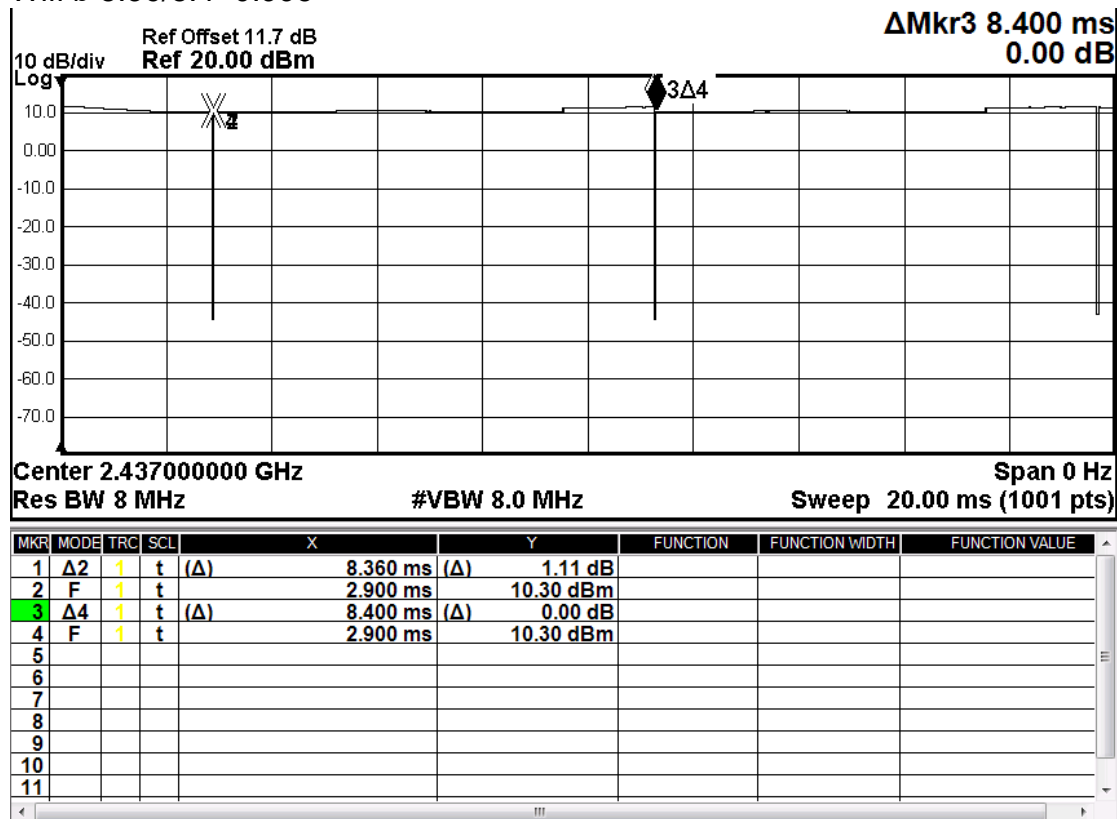 ΔMkr3 8.400 ms
Ref Offset 11.7 dB
10 dB/div Ref 20.00 dBm 0.00 dB
Log
3Δ4
10.0
0.00
-10.0
-20.0
-30.0
-40.0
-50.0
-60.0
-70.0
Center 2.437000000 GHz Span 0 Hz
Res BW 8 MHz #VBW 8.0 MHz Sweep 20.00 ms (1001 pts)
MKR MODE TRC SCL X Y FUNCTION FUNCTION WIDTH FUNCTION VALUE
1 Δ2 1 t (Δ) 8.360 ms (Δ) 1.11 dB
2 F 1 t 2.900 ms 10.30 dBm
3 Δ4 1 t (Δ) 8.400 ms (Δ) 0.00 dB
4 F 1 t 2.900 ms 10.30 dBm
5
6
7
8
9
10
11